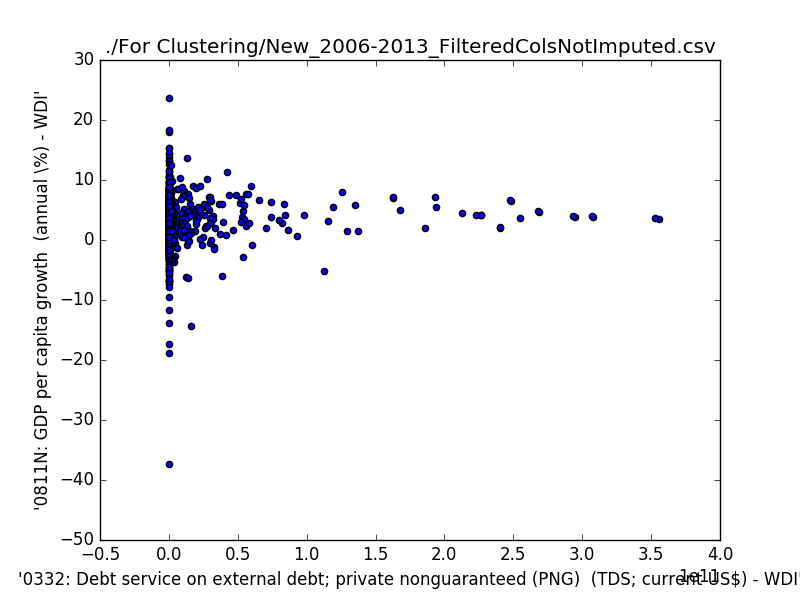 ./For Clustering/New_2006-2013_FilteredColsNotImputed.csv
30
20
10
0
−10
−20
−30
−40
−50
'0811N: GDP per capita growth  (annual \%) - WDI'
−0.5 0.0 0.5 1.0 1.5 2.0 2.5 3.0 3.5 4.0
1e11
'0332: Debt service on external debt; private nonguaranteed (PNG)  (TDS; current US$) - WDI'